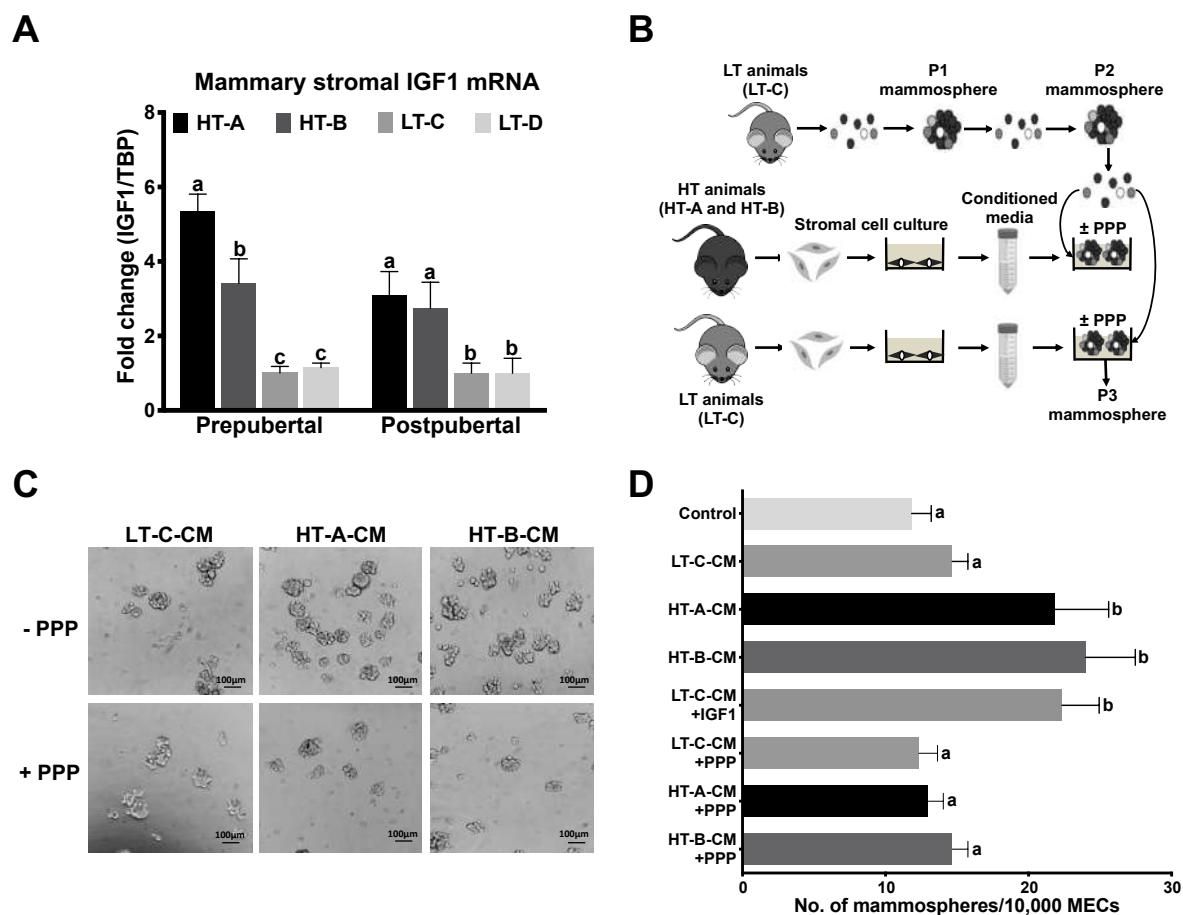 A
Mammary stromal IGF1 mRNA
HT-A HT-B LT-C LT-D
Fold change (IGF1/TBP)
8
6
4
2
0
a
b
c
c
a
a
b
b
Prepubertal Postpubertal
B
LT animals
(LT-C)
P1
mammosphere
P2
mammosphere
HT animals
(HT-A and HT-B)
Stromal cell culture
Conditioned
media
± PPP
± PPP
LT animals
(LT-C)
P3
mammosphere
C
LT-C-CM HT-A-CM HT-B-CM
- PPP
100µm 100µm 100µm
+ PPP
100µm 100µm 100µm
D
Control a
LT-C-CM a
HT-A-CM b
HT-B-CM b
LT-C-CM
+IGF1 b
LT-C-CM
+PPP a
HT-A-CM
+PPP a
HT-B-CM
+PPP a
0 10 20 30
No. of mammospheres/10,000 MECs